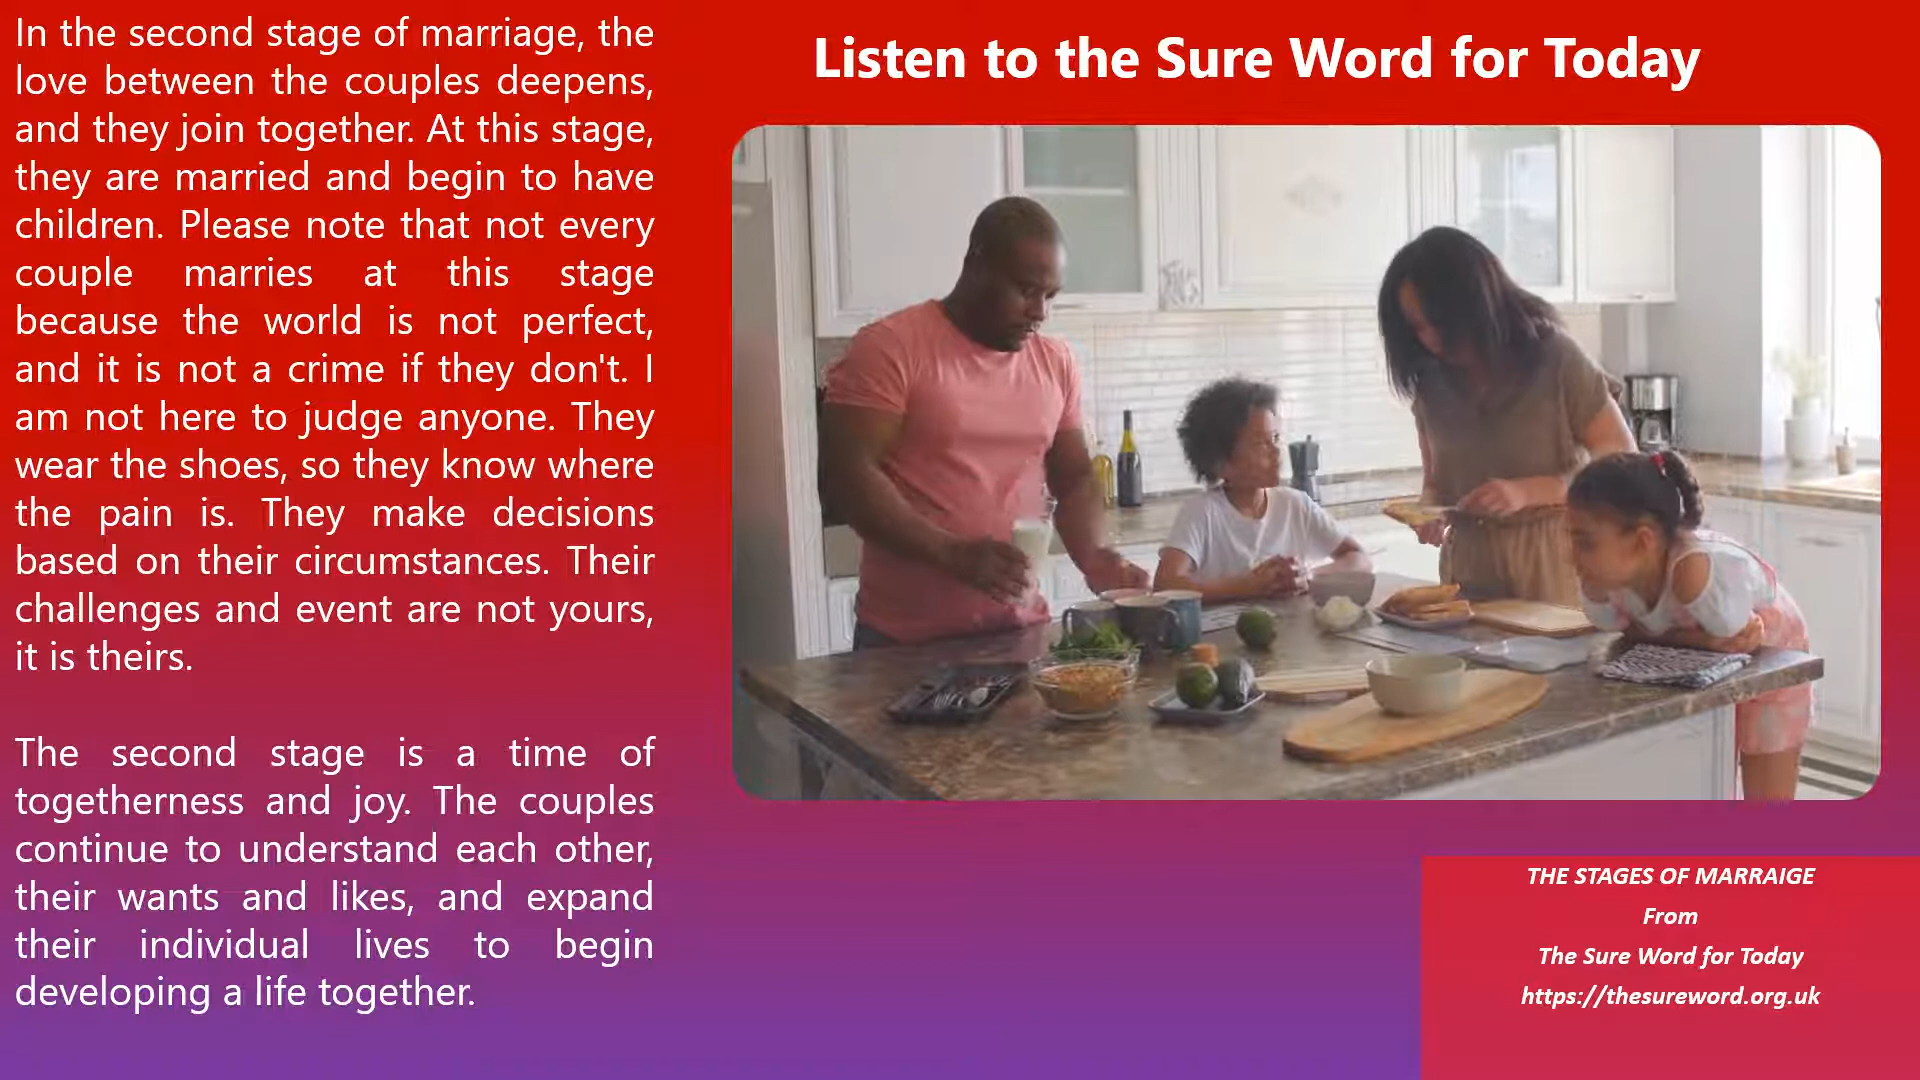 In the second stage of marriage, the
love between the couples deepens,
and they join together. At this stage,
they are married and begin to have
children. Please note that not every
couple marries at this stage
because the world is not perfect,
and it is not a crime if they don't. I
am not here to judge anyone. They
wear the shoes, so they know where
the pain is. They make decisions
based on their circumstances. Their
challenges and event are not yours,
it is theirs.
The second stage is a time of
togetherness and joy. The couples
continue to understand each other,
their wants and likes, and expand
their individual lives to begin
developing a life together.
Listen to the Sure Word for Today
THE STAGES OF MARRAIGE
From
The Sure Word for Today
https://thesureword.org.uk